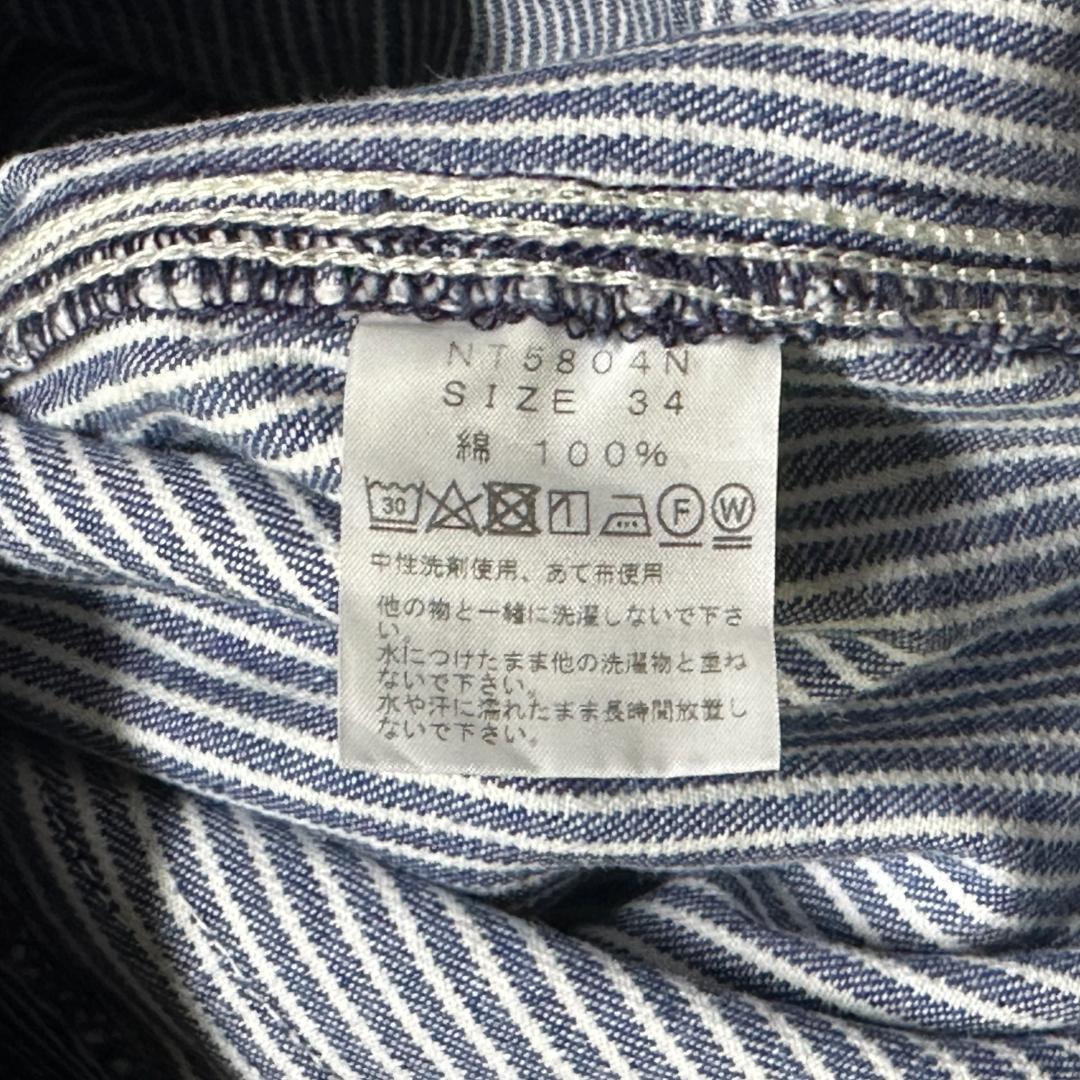 NT5804N
SIZE 34
綿 100%
30 F W
中性洗剤使用、あて布使用
他の物と一緒に洗濯しないで下さ
い。
水につけたまま他の洗濯物と重ね
ないで下さい。
水や汗に濡れたまま長時間放置し
ないで下さい。